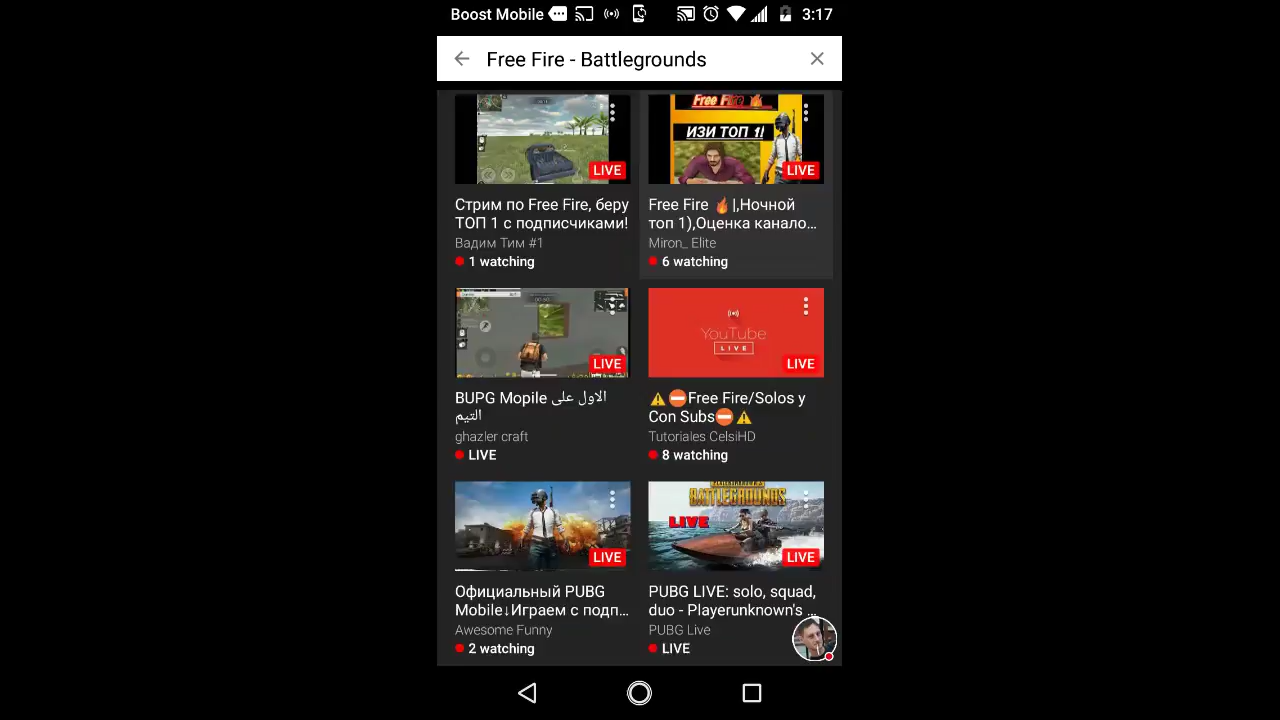 Boost Mobile
3:17
Free Fire - Battlegrounds
LIVE
Free Fire
ИЗИ ТОП 1!
LIVE
Стрим по Free Fire, беру
ТОП 1 с подписчиками!
Вадим Тим #1
1 watching
Free Fire 🔥|,Ночной
топ 1),Оценка канало...
Miron_ Elite
6 watching
LIVE
YouTube
LIVE
LIVE
BUPG Mopile الاول على
التيم
ghazler craft
LIVE
⚠️⛔Free Fire/Solos y
Con Subs⛔⚠️
Tutoriales CelsiHD
8 watching
LIVE
BATTLEGROUNDS
LIVE
LIVE
Официальный PUBG
Mobile↓Играем с подп...
Awesome Funny
2 watching
PUBG LIVE: solo, squad,
duo - Playerunknown's ...
PUBG Live
LIVE